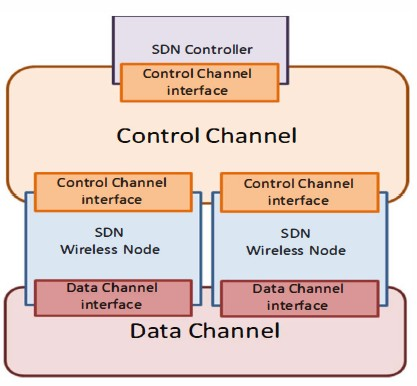 SDN Controller
Control Channel
interface
Control Channel
Control Channel
interface
Control Channel
interface
SDN
Wireless Node
SDN
Wireless Node
Data Channel
interface
Data Channel
interface
Data Channel